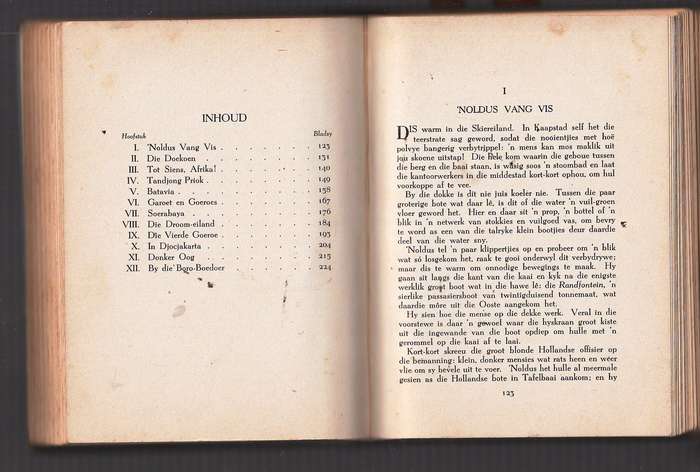 INHOUD
Hoofstuk Bladsy
I. 'Noldus Vang Vis . . . . . . . 123
II. Die Doekoen . . . . . . . 131
III. Tot Siens, Afrika! . . . . . . . 140
IV. Tandjong Priok . . . . . . . 149
V. Batavia . . . . . . . 158
VI. Garoet en Goeroes . . . . . . . 167
VII. Soerabaya . . . . . . . 176
VIII. Die Droom-eiland . . . . . . . 184
IX. Die Vierde Goeroe . . . . . . . 193
X. In Djocjakarta . . . . . . . 204
XI. Donker Oog . . . . . . . 215
XII. By die Boro-Boedoer . . . . . . . 224
I
'NOLDUS VANG VIS
DIS warm in die Skiereiland. In Kaapstad self het die
teerstrate sag geword, sodat die nooientjies met hoë
polvye bangerig verbytrippel: 'n mens kan mos maklik uit
jou skoene uitstap! Die hele kom waarin die geboue tussen
die berg en die baai staan, is wasig soos 'n stoombad en laat
die kantoorwerkers in die middestad kort-kort ophou, om hul
voorkoppe af te vee.
By die dokke is dit nie juis koeler nie. Tussen die paar
groterige bote wat daar lê, is dit of die water 'n vuil-groen
vloer geword het. Hier en daar sit 'n prop, 'n bottel of 'n
blik in 'n netwerk van stokkies en vuilgoed vas, om bevry
te word as een van die talryke klein bootjies deur daardie
deel van die water sny.
'Noldus tel 'n paar klippertjies op en probeer om 'n blik
wat só losgekom het, raak te gooi onderwyl dit verbydrywe;
maar dis te warm om onnodige bewegings te maak. Hy
gaan sit langs die kant van die kaai en kyk na die enigste
werklik groot boot wat in die hawe lê: die Randfontein, 'n
sierlike passasiersboot van twintigduisend tonnemaat, wat
daardie môre uit die Ooste aangekom het.
Hy sien hoe die mense op die dekke werk. Veral in die
voorstewe is daar 'n gewoel waar die hyskraan groot kiste
uit die ingewande van die boot opdiep om hulle met 'n
gerommel op die kaai af te laai.
Kort-kort skreeu die groot blonde Hollandse offisier op
die bemanning: klein, donker mensies wat rats heen en weer
vlie om sy bevele uit te voer. 'Noldus het hulle al meermale
gesien as die Hollandse bote in Tafelbaai aankom; en hy
123